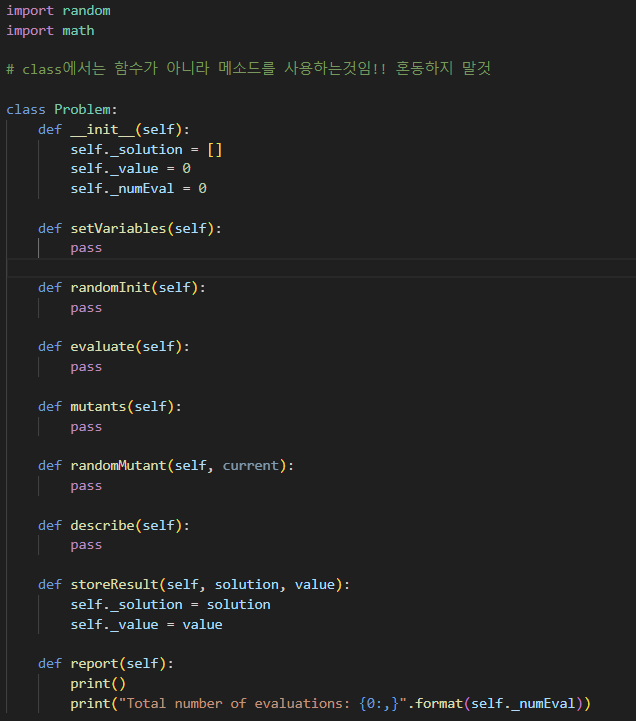 import random
import math
# class에서는 함수가 아니라 메소드를 사용하는것임!! 혼동하지 말것
class Problem:
    def __init__(self):
        self._solution = []
        self._value = 0
        self._numEval = 0
    def setVariables(self):
        pass
    def randomInit(self):
        pass
    def evaluate(self):
        pass
    def mutants(self):
        pass
    def randomMutant(self, current):
        pass
    def describe(self):
        pass
    def storeResult(self, solution, value):
        self._solution = solution
        self._value = value
    def report(self):
        print()
        print("Total number of evaluations: {0:,}".format(self._numEval))